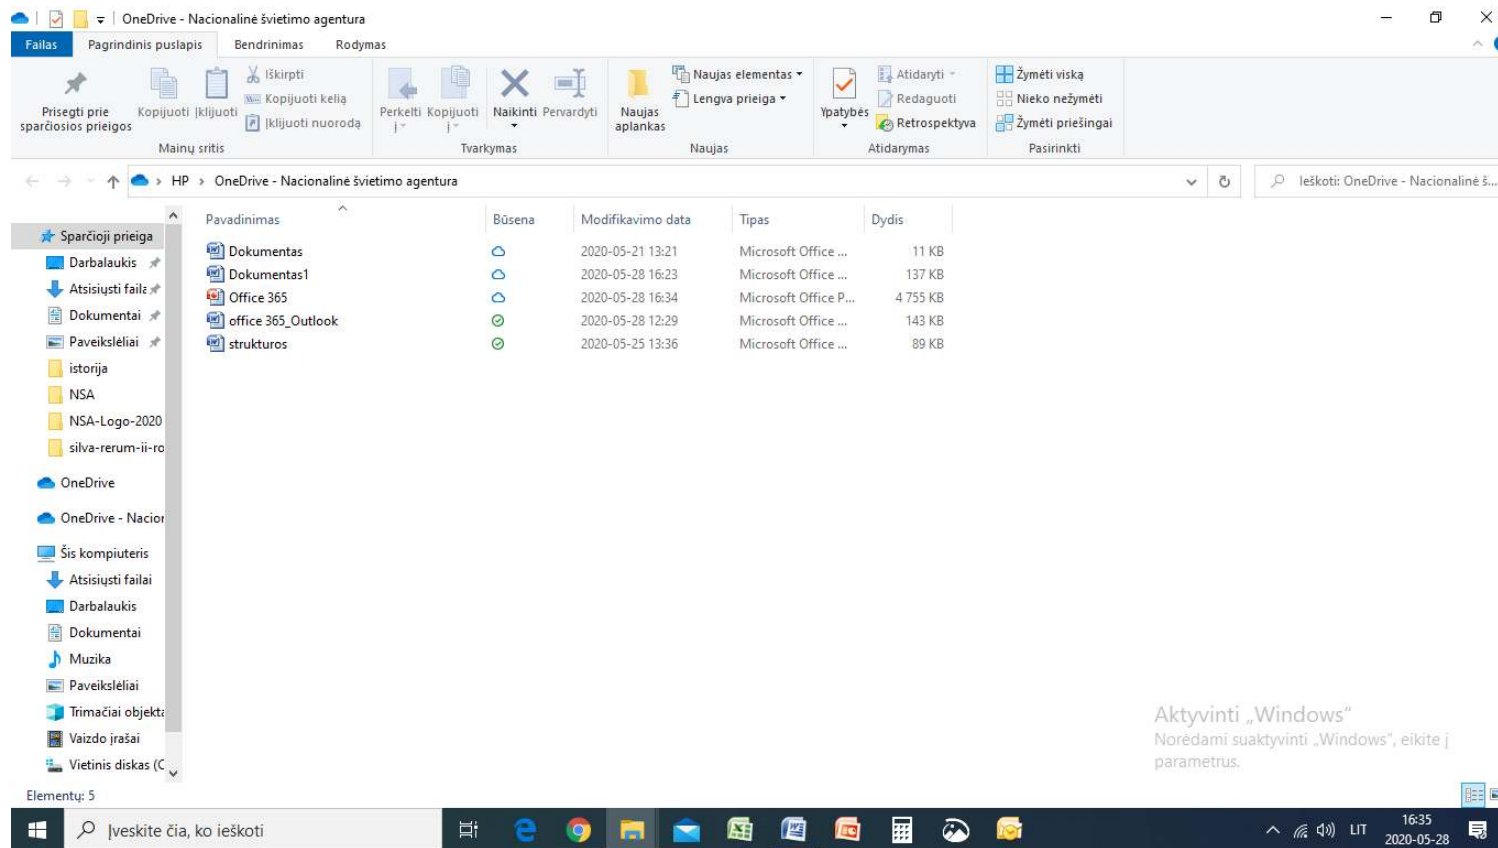 OneDrive - Nacionalinė švietimo agentura
Failas Pagrindinis puslapis Bendrinimas Rodymas
Prisegti prie sparčiosios prieigos
Kopijuoti
Įklijuoti
Iškirpti
Kopijuoti kelią
Įklijuoti nuorodą
Mainų sritis
Perkelti į
Kopijuoti į
Naikinti
Pervardyti
Tvarkymas
Naujas aplankas
Naujas elementas
Lengva prieiga
Naujas
Ypatybės
Atidaryti
Redaguoti
Retrospektyva
Atidarymas
Žymėti viską
Nieko nežymėti
Žymėti priešingai
Pasirinkti
HP > OneDrive - Nacionalinė švietimo agentura
Ieškoti: OneDrive - Nacionalinė š...
Sparčioji prieiga
Darbalaukis
Atsisiųsti faila
Dokumentai
Paveikslėliai
istorija
NSA
NSA-Logo-2020
silva-rerum-ii-ro
OneDrive
OneDrive - Nacion
Šis kompiuteris
Atsisiųsti failai
Darbalaukis
Dokumentai
Muzika
Paveikslėliai
Trimačiai objekta
Vaizdo įrašai
Vietinis diskas (C
Pavadinimas Būsena Modifikavimo data Tipas Dydis
Dokumentas 2020-05-21 13:21 Microsoft Office ... 11 KB
Dokumentas1 2020-05-28 16:23 Microsoft Office ... 137 KB
Office 365 2020-05-28 16:34 Microsoft Office P... 4 755 KB
office 365_Outlook 2020-05-28 12:29 Microsoft Office ... 143 KB
strukturos 2020-05-25 13:36 Microsoft Office ... 89 KB
Aktyvinti „Windows“
Norėdami suaktyvinti „Windows“, eikite į
parametrus.
Elementų: 5
Įveskite čia, ko ieškoti
LIT
16:35
2020-05-28